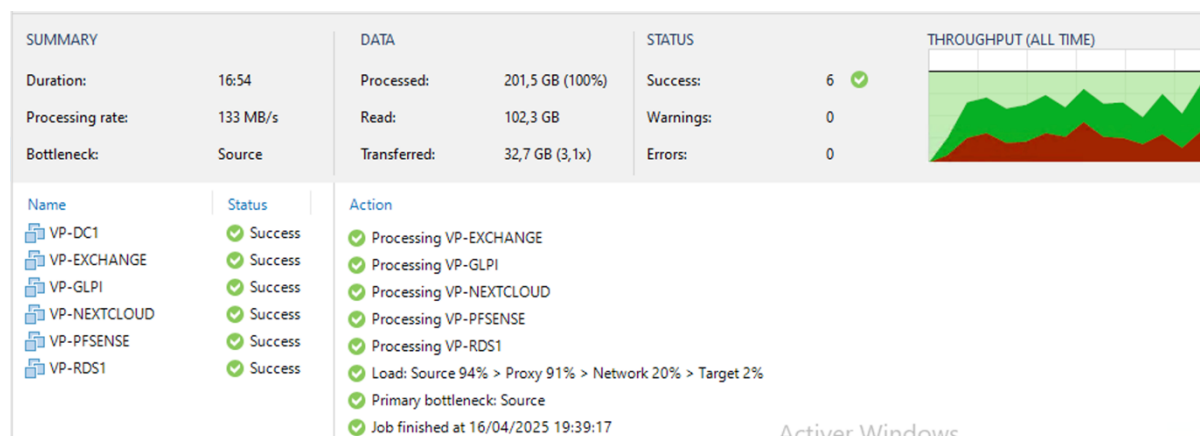 SUMMARY
Duration: 16:54
Processing rate: 133 MB/s
Bottleneck: Source
DATA
Processed: 201,5 GB (100%)
Read: 102,3 GB
Transferred: 32,7 GB (3,1x)
STATUS
Success: 6
Warnings: 0
Errors: 0
THROUGHPUT (ALL TIME)
Name Status
VP-DC1 Success
VP-EXCHANGE Success
VP-GLPI Success
VP-NEXTCLOUD Success
VP-PFSENSE Success
VP-RDS1 Success
Action
Processing VP-EXCHANGE
Processing VP-GLPI
Processing VP-NEXTCLOUD
Processing VP-PFSENSE
Processing VP-RDS1
Load: Source 94% > Proxy 91% > Network 20% > Target 2%
Primary bottleneck: Source
Job finished at 16/04/2025 19:39:17
Activer Windows